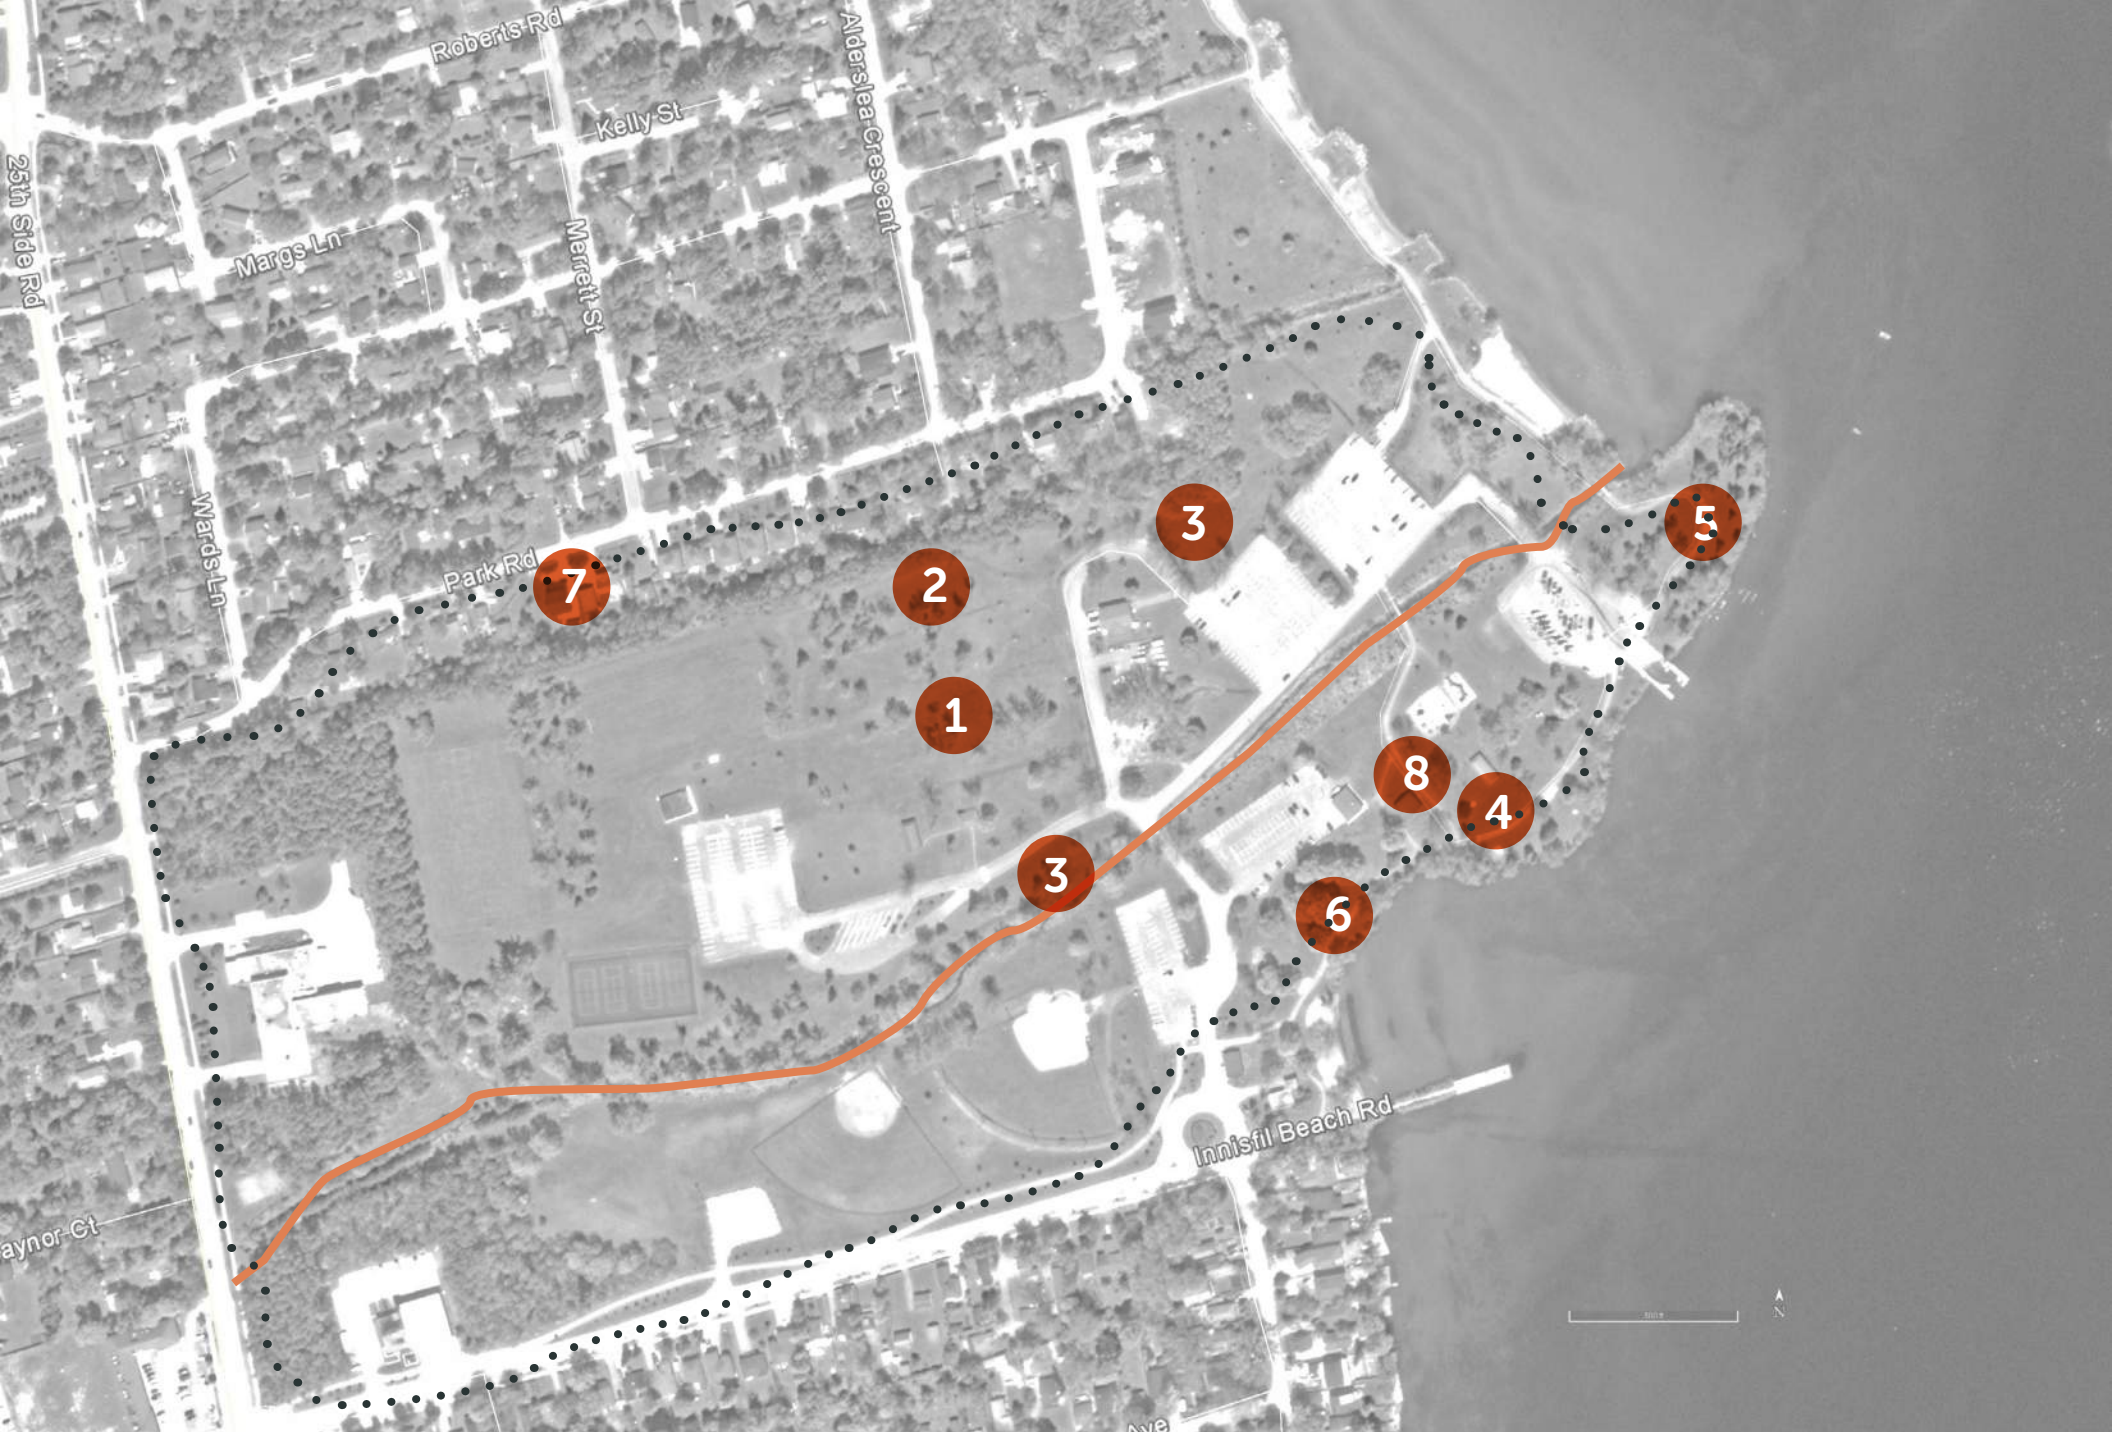 Roberts Rd
Alderslea Crescent
Kelly St
25th Side Rd
Margs Ln
Merrett St
Wards Ln
Park Rd
3
5
7
2
1
8
4
3
6
Innisfil Beach Rd
aynor Ct
N
Ave